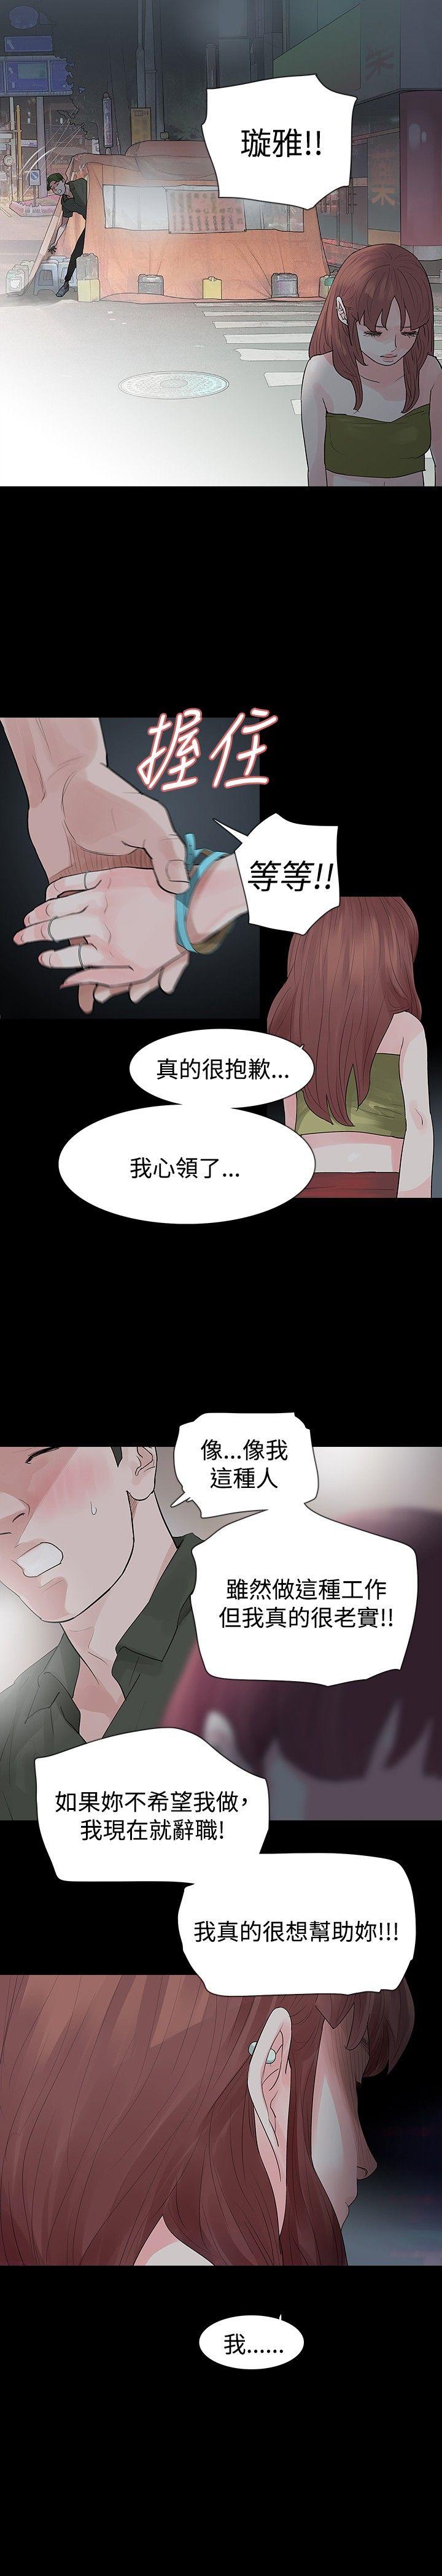 璇雅!!
握住
等等!!
真的很抱歉...
我心領了...
像...像我
這種人
雖然做這種工作
但我真的很老實!!
如果妳不希望我做,
我現在就辭職!
我真的很想幫助妳!!!
我......